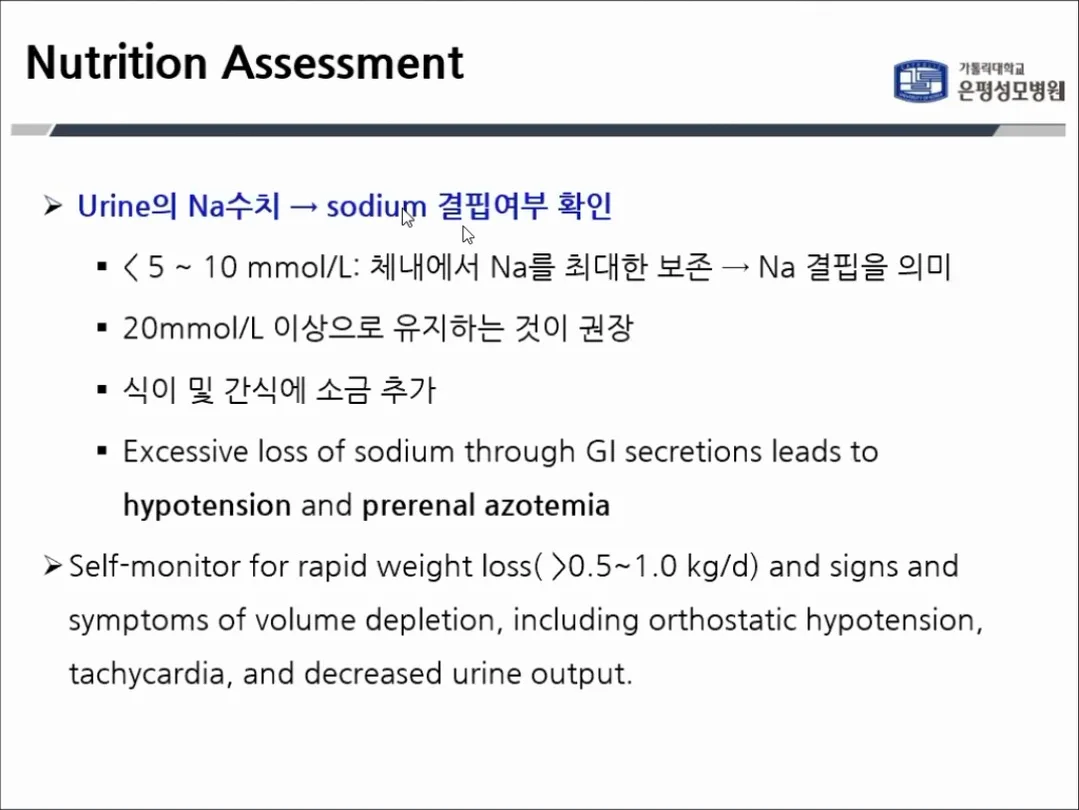 Nutrition Assessment
가톨릭대학교
은평성모병원
➢ Urine의 Na수치 → sodium 결핍여부 확인
▪ < 5 ~ 10 mmol/L: 체내에서 Na를 최대한 보존 → Na 결핍을 의미
▪ 20mmol/L 이상으로 유지하는 것이 권장
▪ 식이 및 간식에 소금 추가
▪ Excessive loss of sodium through GI secretions leads to
hypotension and prerenal azotemia
➢ Self-monitor for rapid weight loss( >0.5~1.0 kg/d) and signs and
symptoms of volume depletion, including orthostatic hypotension,
tachycardia, and decreased urine output.